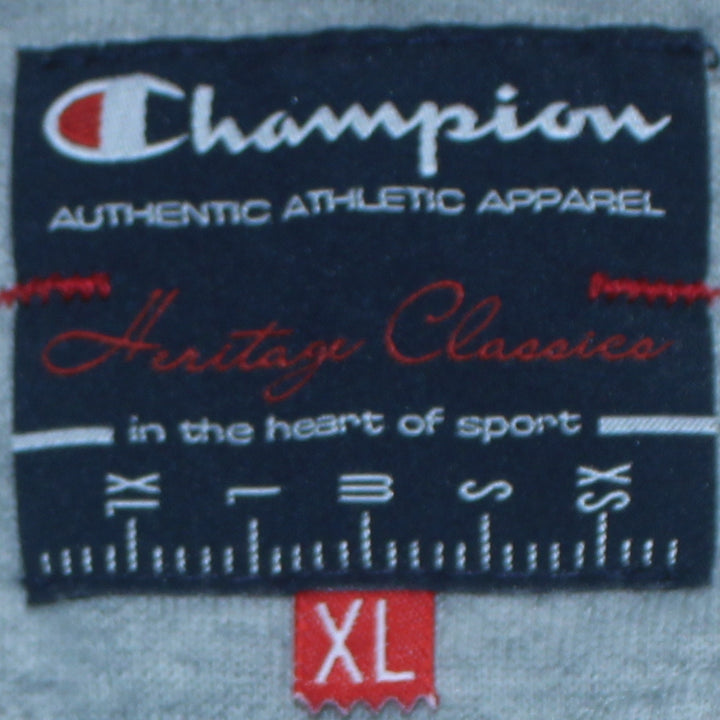 Champion
AUTHENTIC ATHLETIC APPAREL
Heritage Classics
in the heart of sport
xl l m s xs
XL